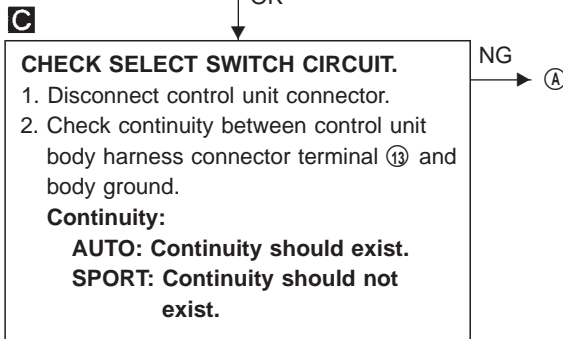 OK
C
CHECK SELECT SWITCH CIRCUIT.
NG
Ⓐ
1. Disconnect control unit connector.
2. Check continuity between control unit
body harness connector terminal ⑬ and
body ground.
Continuity:
AUTO: Continuity should exist.
SPORT: Continuity should not
exist.